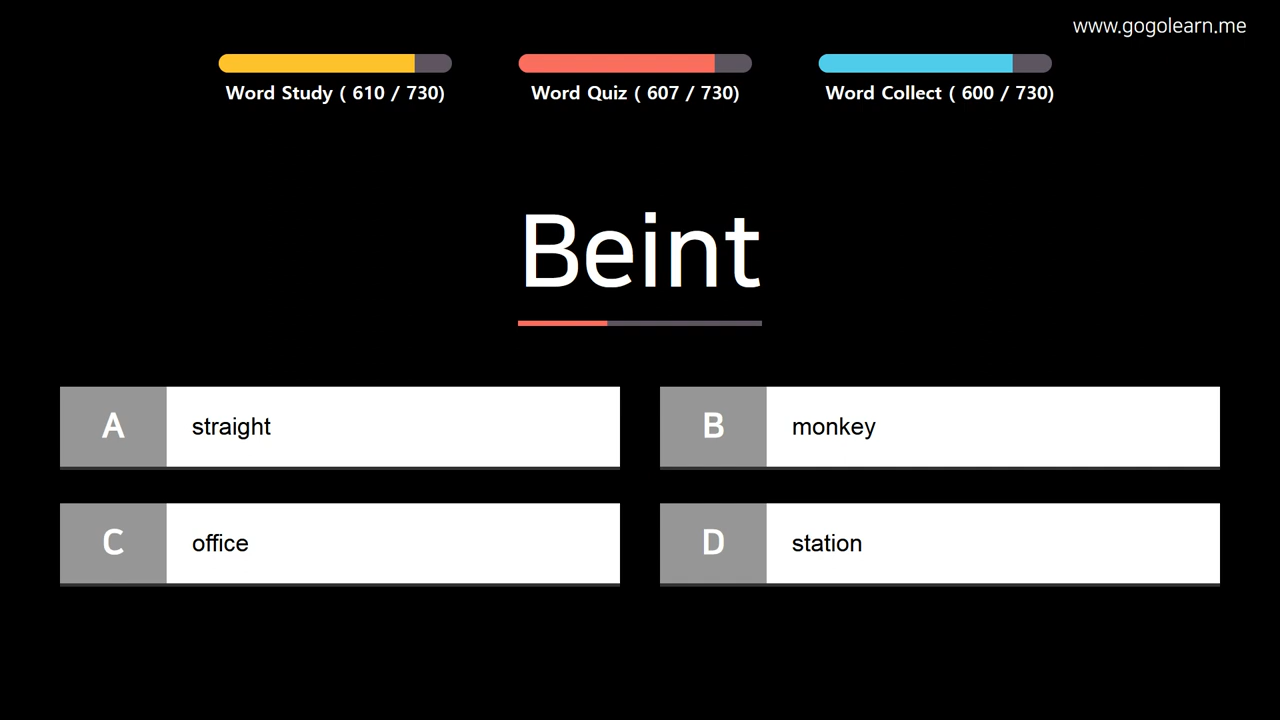 www.gogolearn.me
Word Study ( 610 / 730)
Word Quiz ( 607 / 730)
Word Collect ( 600 / 730)
Beint
A
straight
B
monkey
C
office
D
station